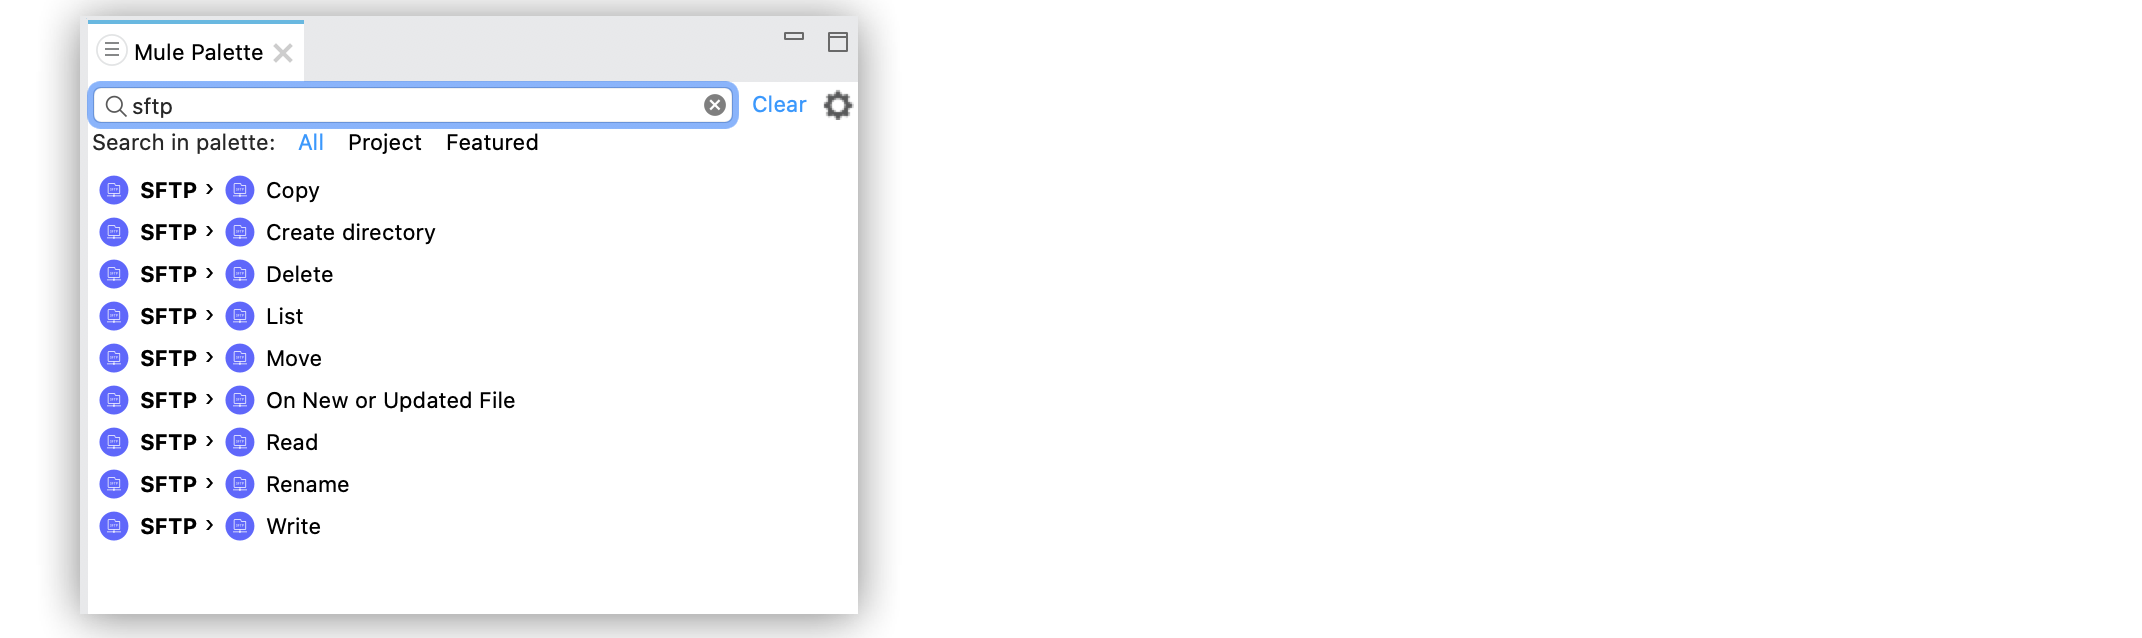 Mule Palette
sftp
Clear
Search in palette: All Project Featured
SFTP › Copy
SFTP › Create directory
SFTP › Delete
SFTP › List
SFTP › Move
SFTP › On New or Updated File
SFTP › Read
SFTP › Rename
SFTP › Write